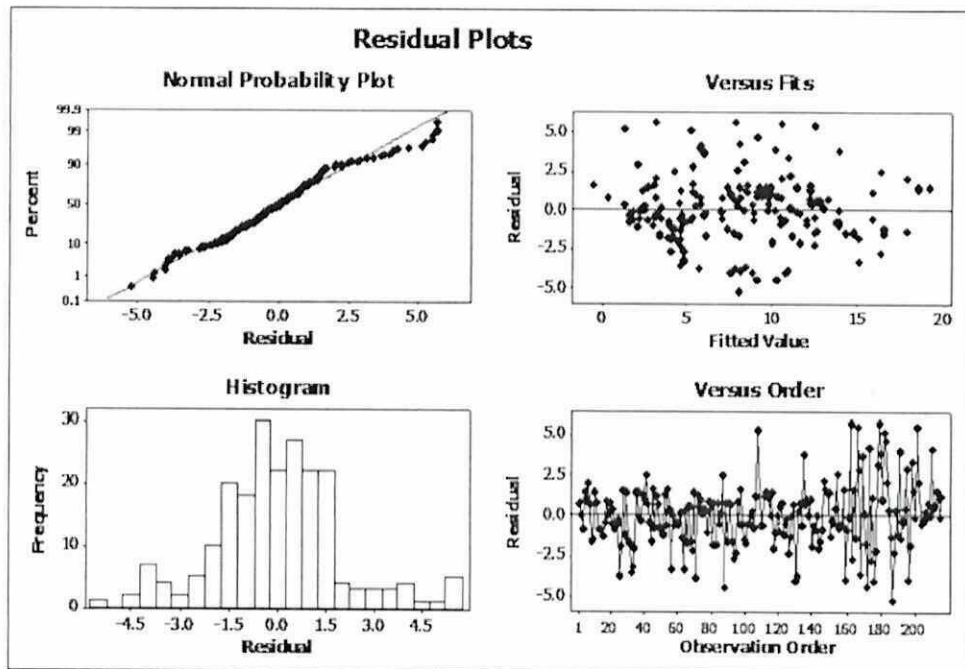 Residual Plots
Normal Probability Plot
99.9
99
90
50
10
1
0.1
Percent
-5.0 -2.5 0.0 2.5 5.0
Residual
Versus Fits
5.0
2.5
0.0
-2.5
-5.0
Residual
0 5 10 15 20
Fitted Value
Histogram
30
20
10
0
Frequency
-4.5 -3.0 -1.5 0.0 1.5 3.0 4.5
Residual
Versus Order
5.0
2.5
0.0
-2.5
-5.0
Residual
1 20 40 60 80 100 120 140 160 180 200
Observation Order